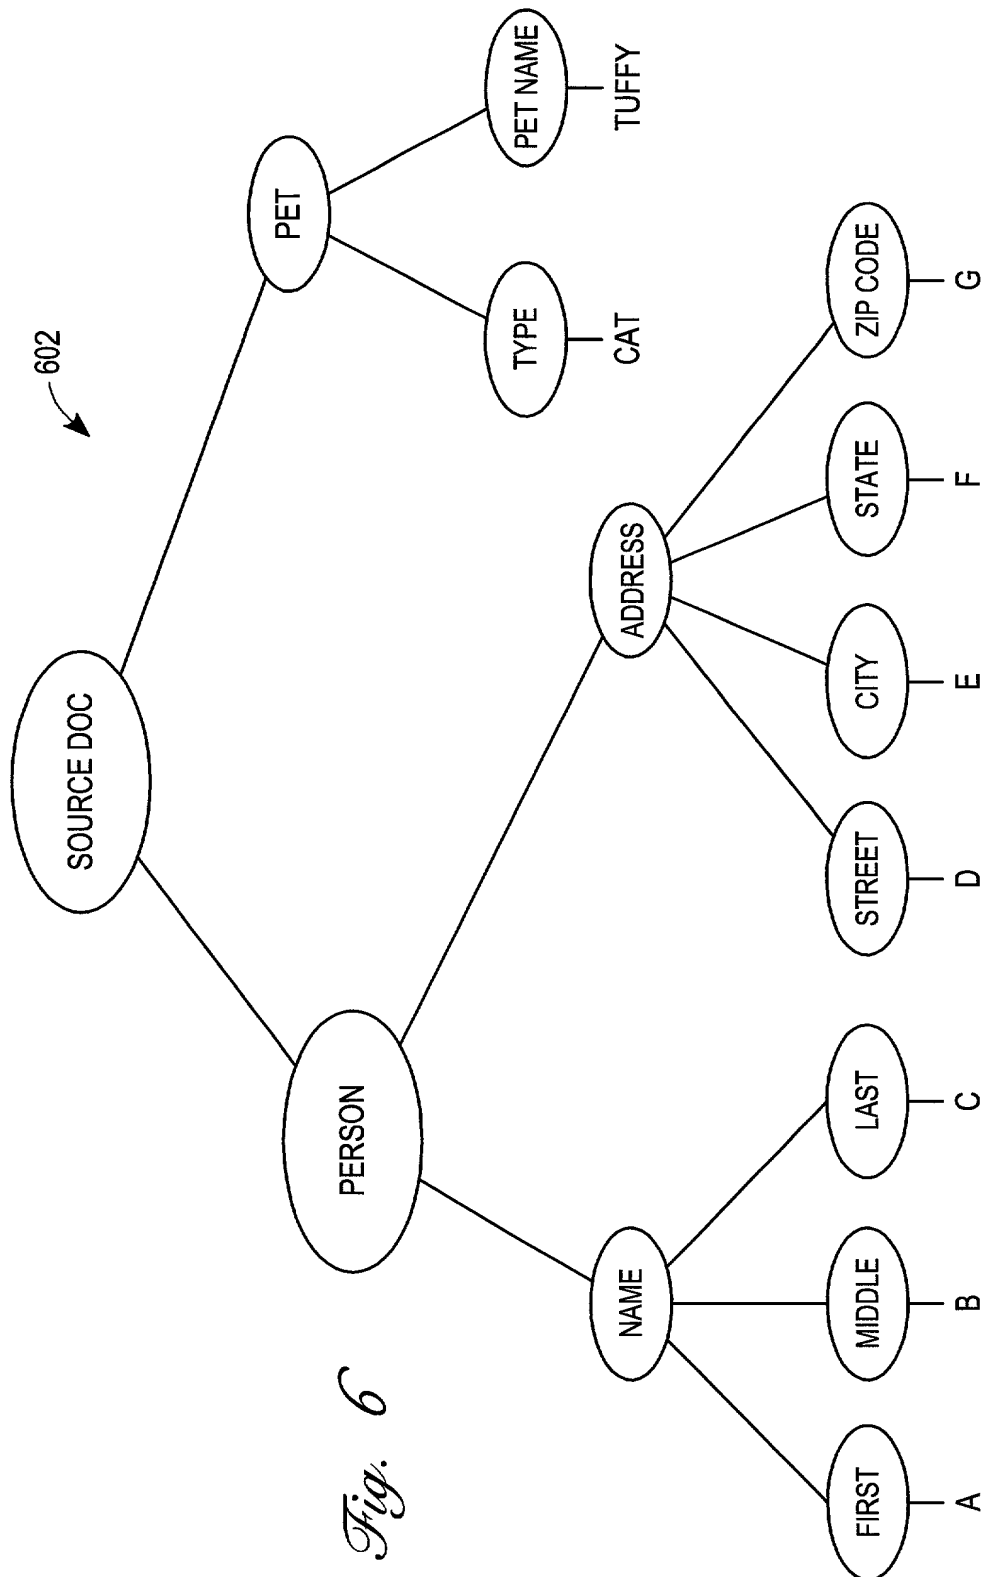 602
SOURCE DOC
PERSON
PET
NAME
ADDRESS
TYPE
PET NAME
CAT
TUFFY
FIRST
MIDDLE
LAST
STREET
CITY
STATE
ZIP CODE
A
B
C
D
E
F
G
Fig. 6